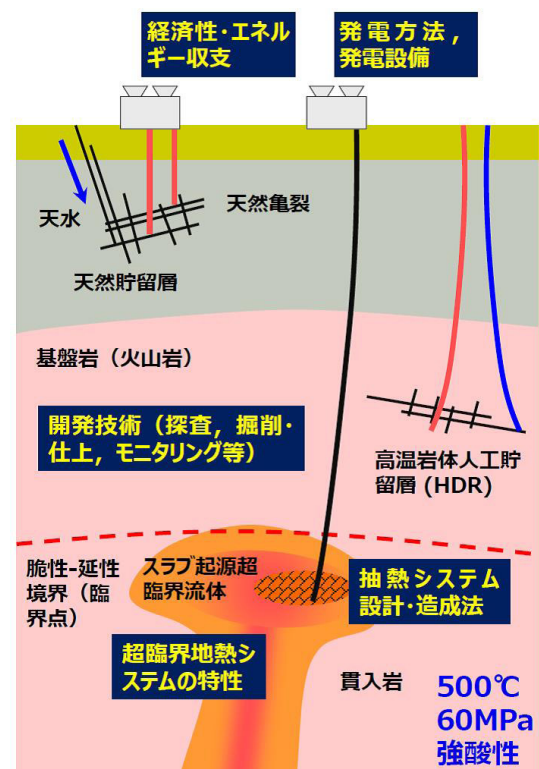 経済性・エネル
ギー収支
発電方法，
発電設備
天水
天然亀裂
天然貯留層
基盤岩（火山岩）
開発技術（探査，掘削・
仕上，モニタリング等）
高温岩体人工貯
留層 (HDR)
脆性-延性
境界（臨
界点）
スラブ起源超
臨界流体
抽熱システム
設計・造成法
超臨界地熱シ
ステムの特性
貫入岩
500℃
60MPa
強酸性